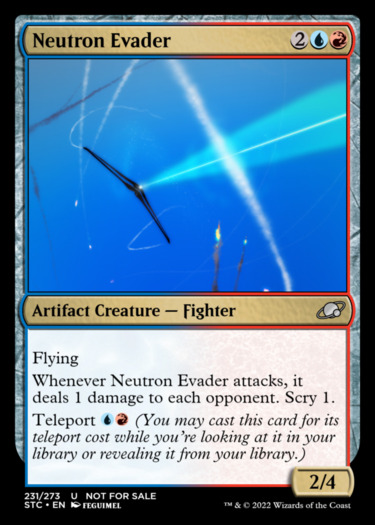 Neutron Evader 2
Artifact Creature — Fighter
Flying
Whenever Neutron Evader attacks, it
deals 1 damage to each opponent. Scry 1.
Teleport (You may cast this card for its
teleport cost while you're looking at it in your
library or revealing it from your library.)
2/4
231/273 U NOT FOR SALE
STC • EN FEGUIMEL
™ & © 2022 Wizards of the Coast